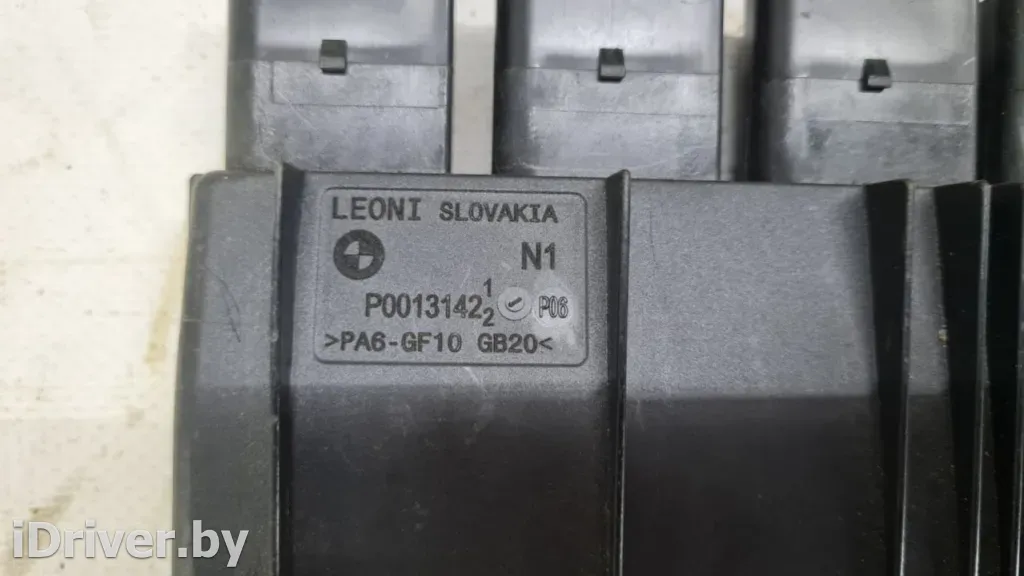 LEONI SLOVAKIA
N1
P0013142 1 2 P06
>PA6-GF10 GB20<
iDriver.by